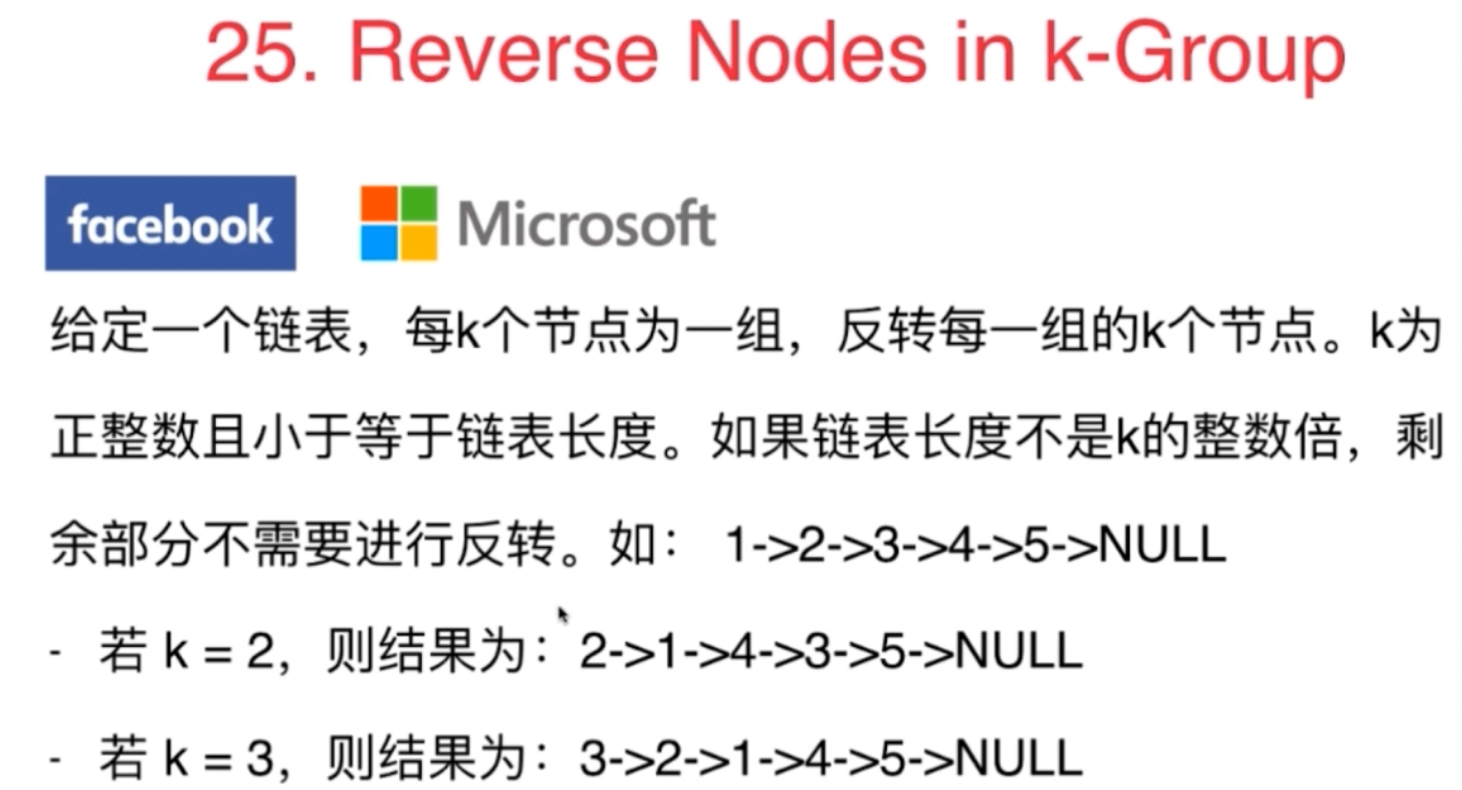 25. Reverse Nodes in k-Group
facebook Microsoft
给定一个链表，每k个节点为一组，反转每一组的k个节点。k为
正整数且小于等于链表长度。如果链表长度不是k的整数倍，剩
余部分不需要进行反转。如： 1->2->3->4->5->NULL
- 若 k = 2，则结果为：2->1->4->3->5->NULL
- 若 k = 3，则结果为：3->2->1->4->5->NULL